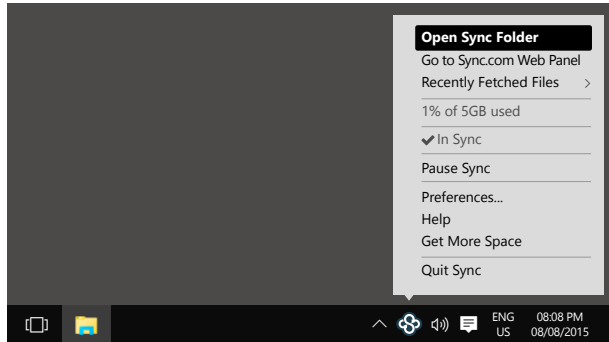 Open Sync Folder
Go to Sync.com Web Panel
Recently Fetched Files
1% of 5GB used
In Sync
Pause Sync
Preferences...
Help
Get More Space
Quit Sync
ENG 08:08 PM
US 08/08/2015